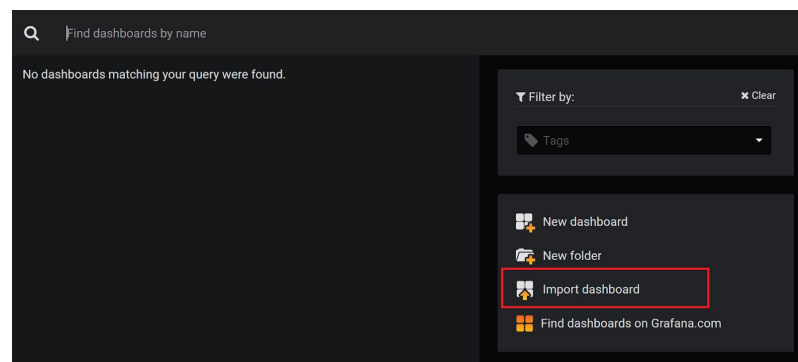 Find dashboards by name
No dashboards matching your query were found.
Filter by:
Clear
Tags
New dashboard
New folder
Import dashboard
Find dashboards on Grafana.com